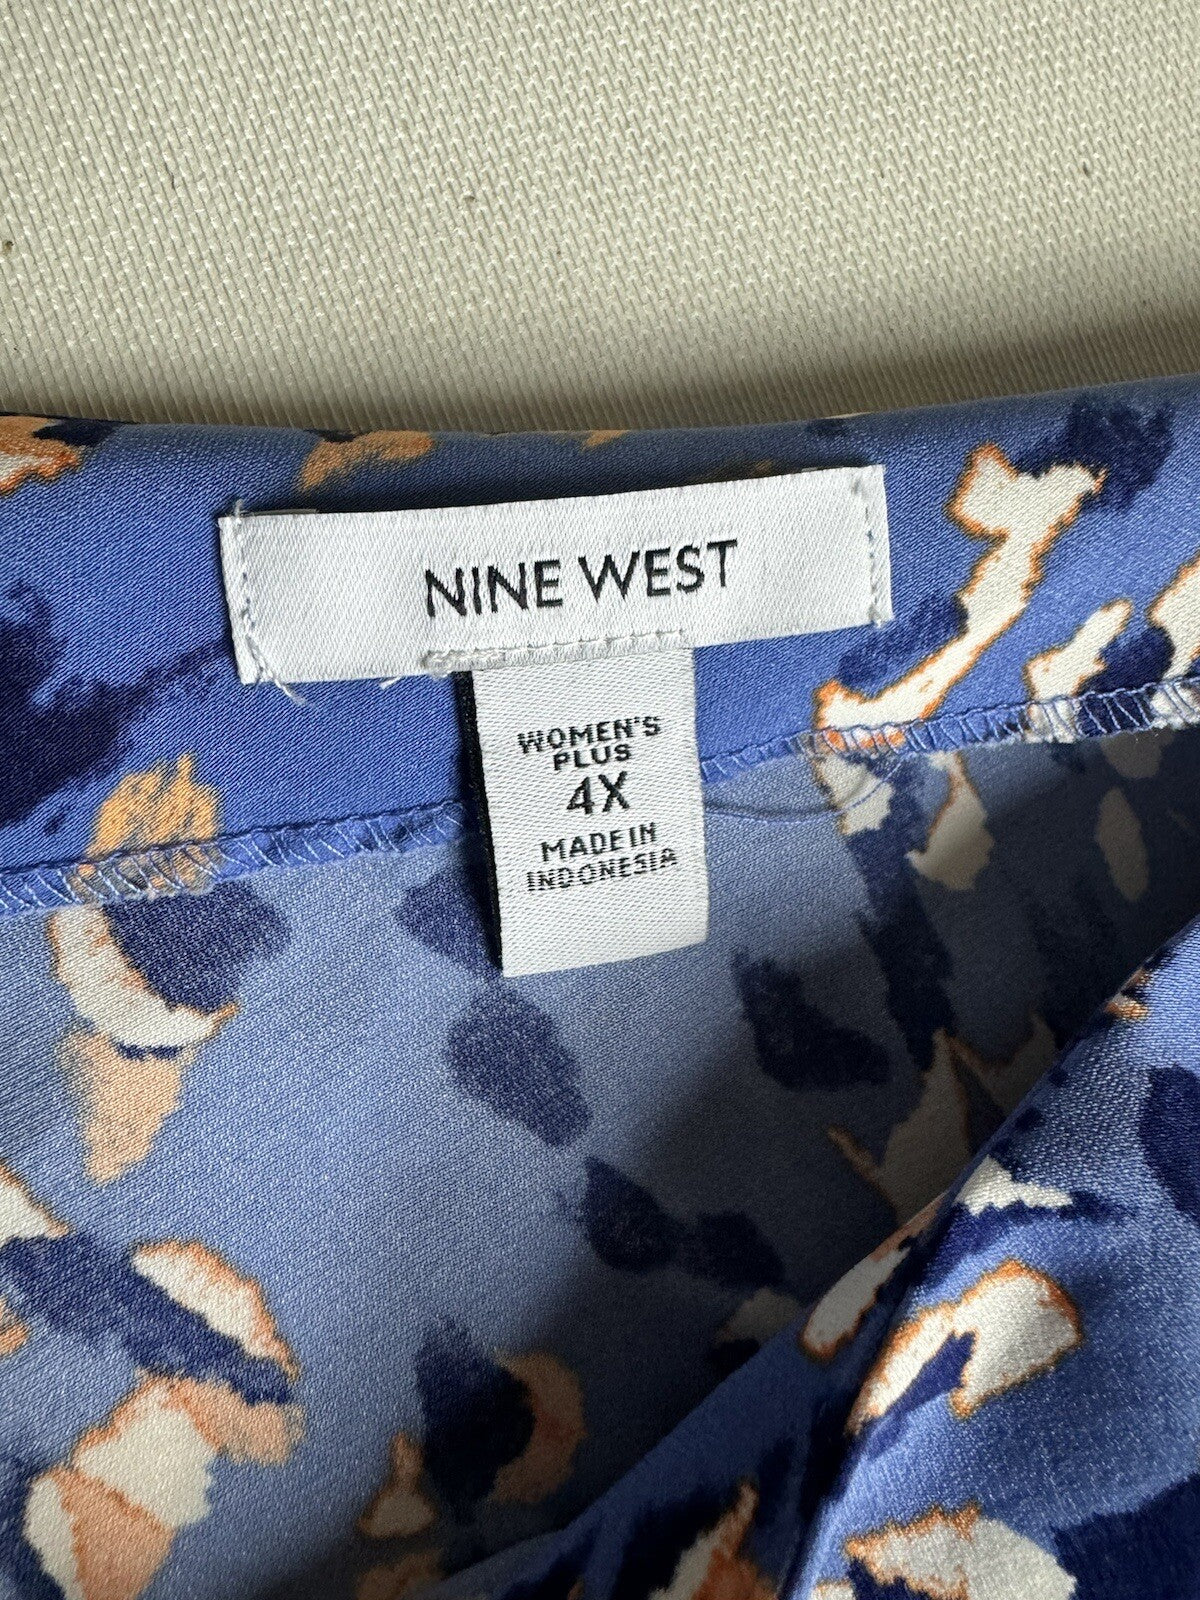 NINE WEST
WOMEN'S
PLUS
4X
MADE IN
INDONESIA